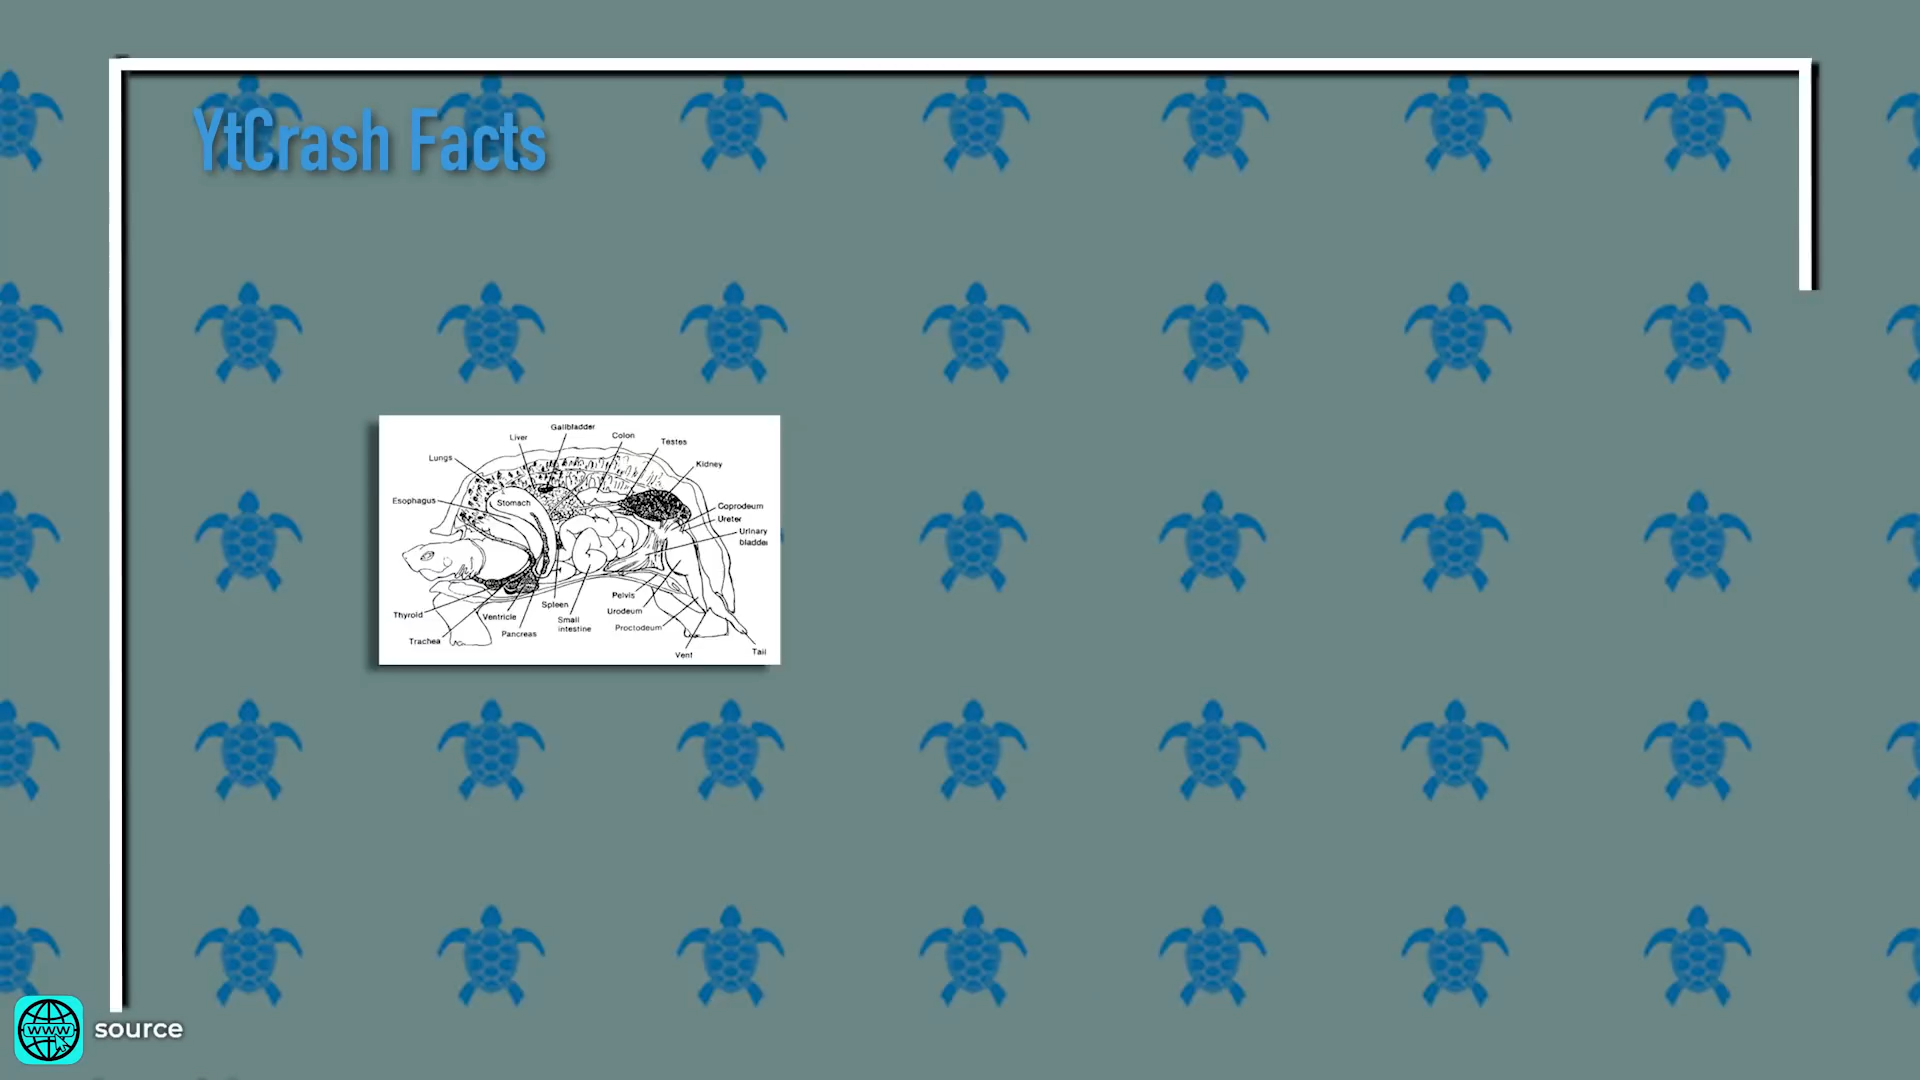 YtCrash Facts
Gallbladder
Liver
Colon
Testes
Lungs
Kidney
Esophagus
Stomach
Coprodeum
Ureter
Urinary
bladder
Pelvis
Spleen
Urodeum
Thyroid
Ventricle
Small
intestine
Proctodeum
Pancreas
Trachea
Vent
Tail
www
source